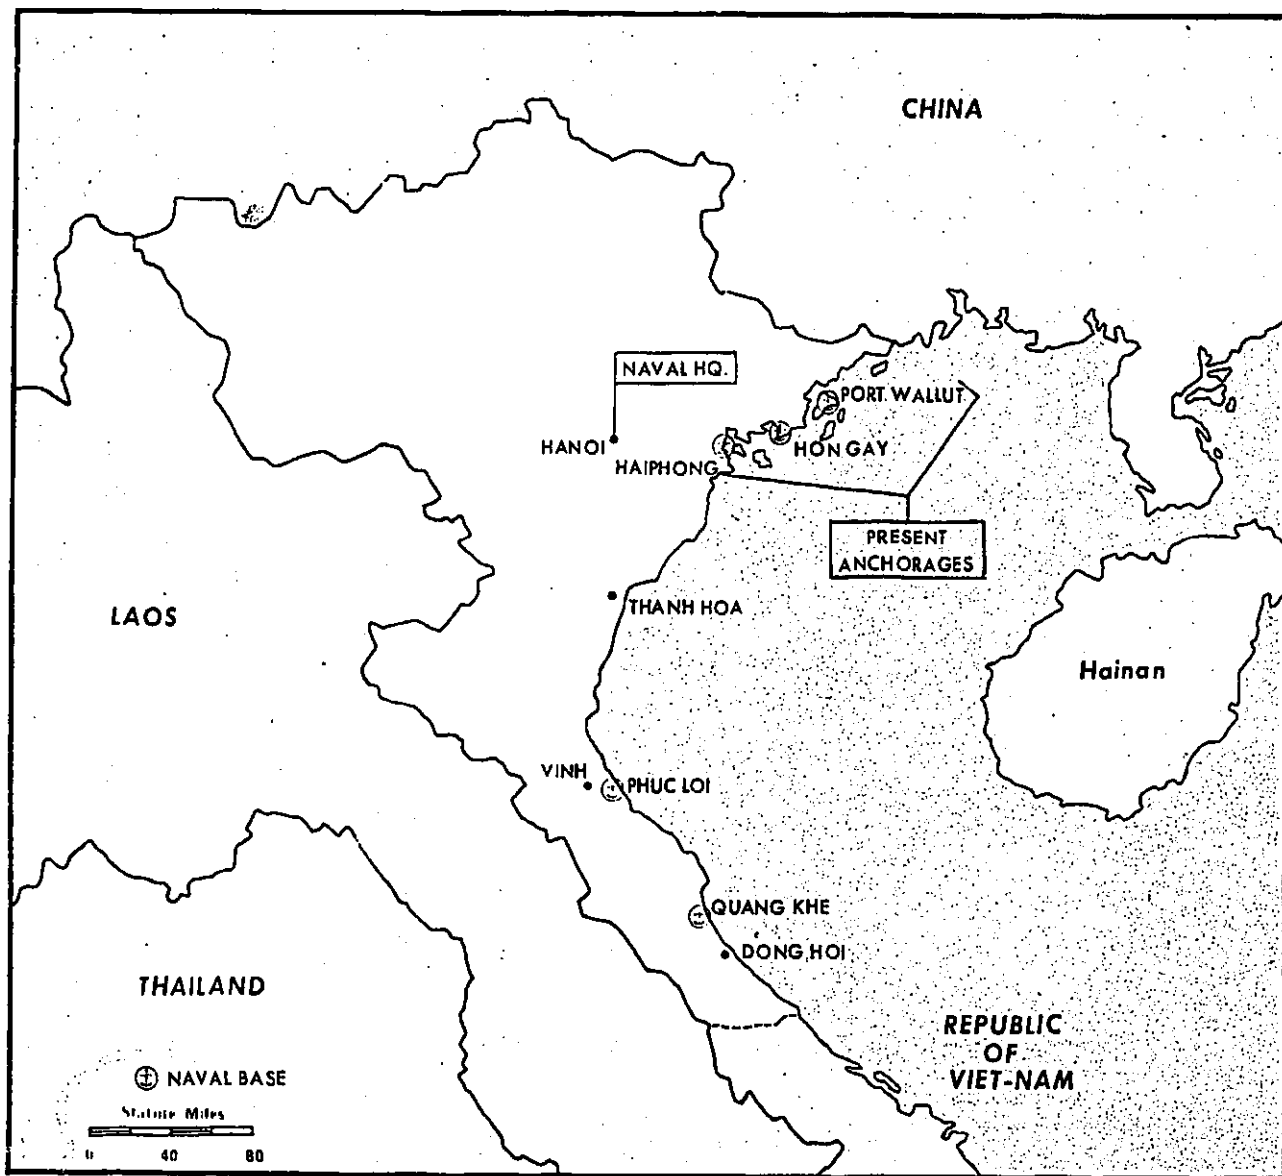 CHINA
NAVAL HQ.
PORT WALLUT
HANOI
HAIPHONG
HON GAY
PRESENT
ANCHORAGES
THANH HOA
LAOS
Hainan
VINH
PHUC LOI
QUANG KHE
DONG HOI
THAILAND
REPUBLIC
OF
VIET-NAM
NAVAL BASE
Statute Miles
0 40 80